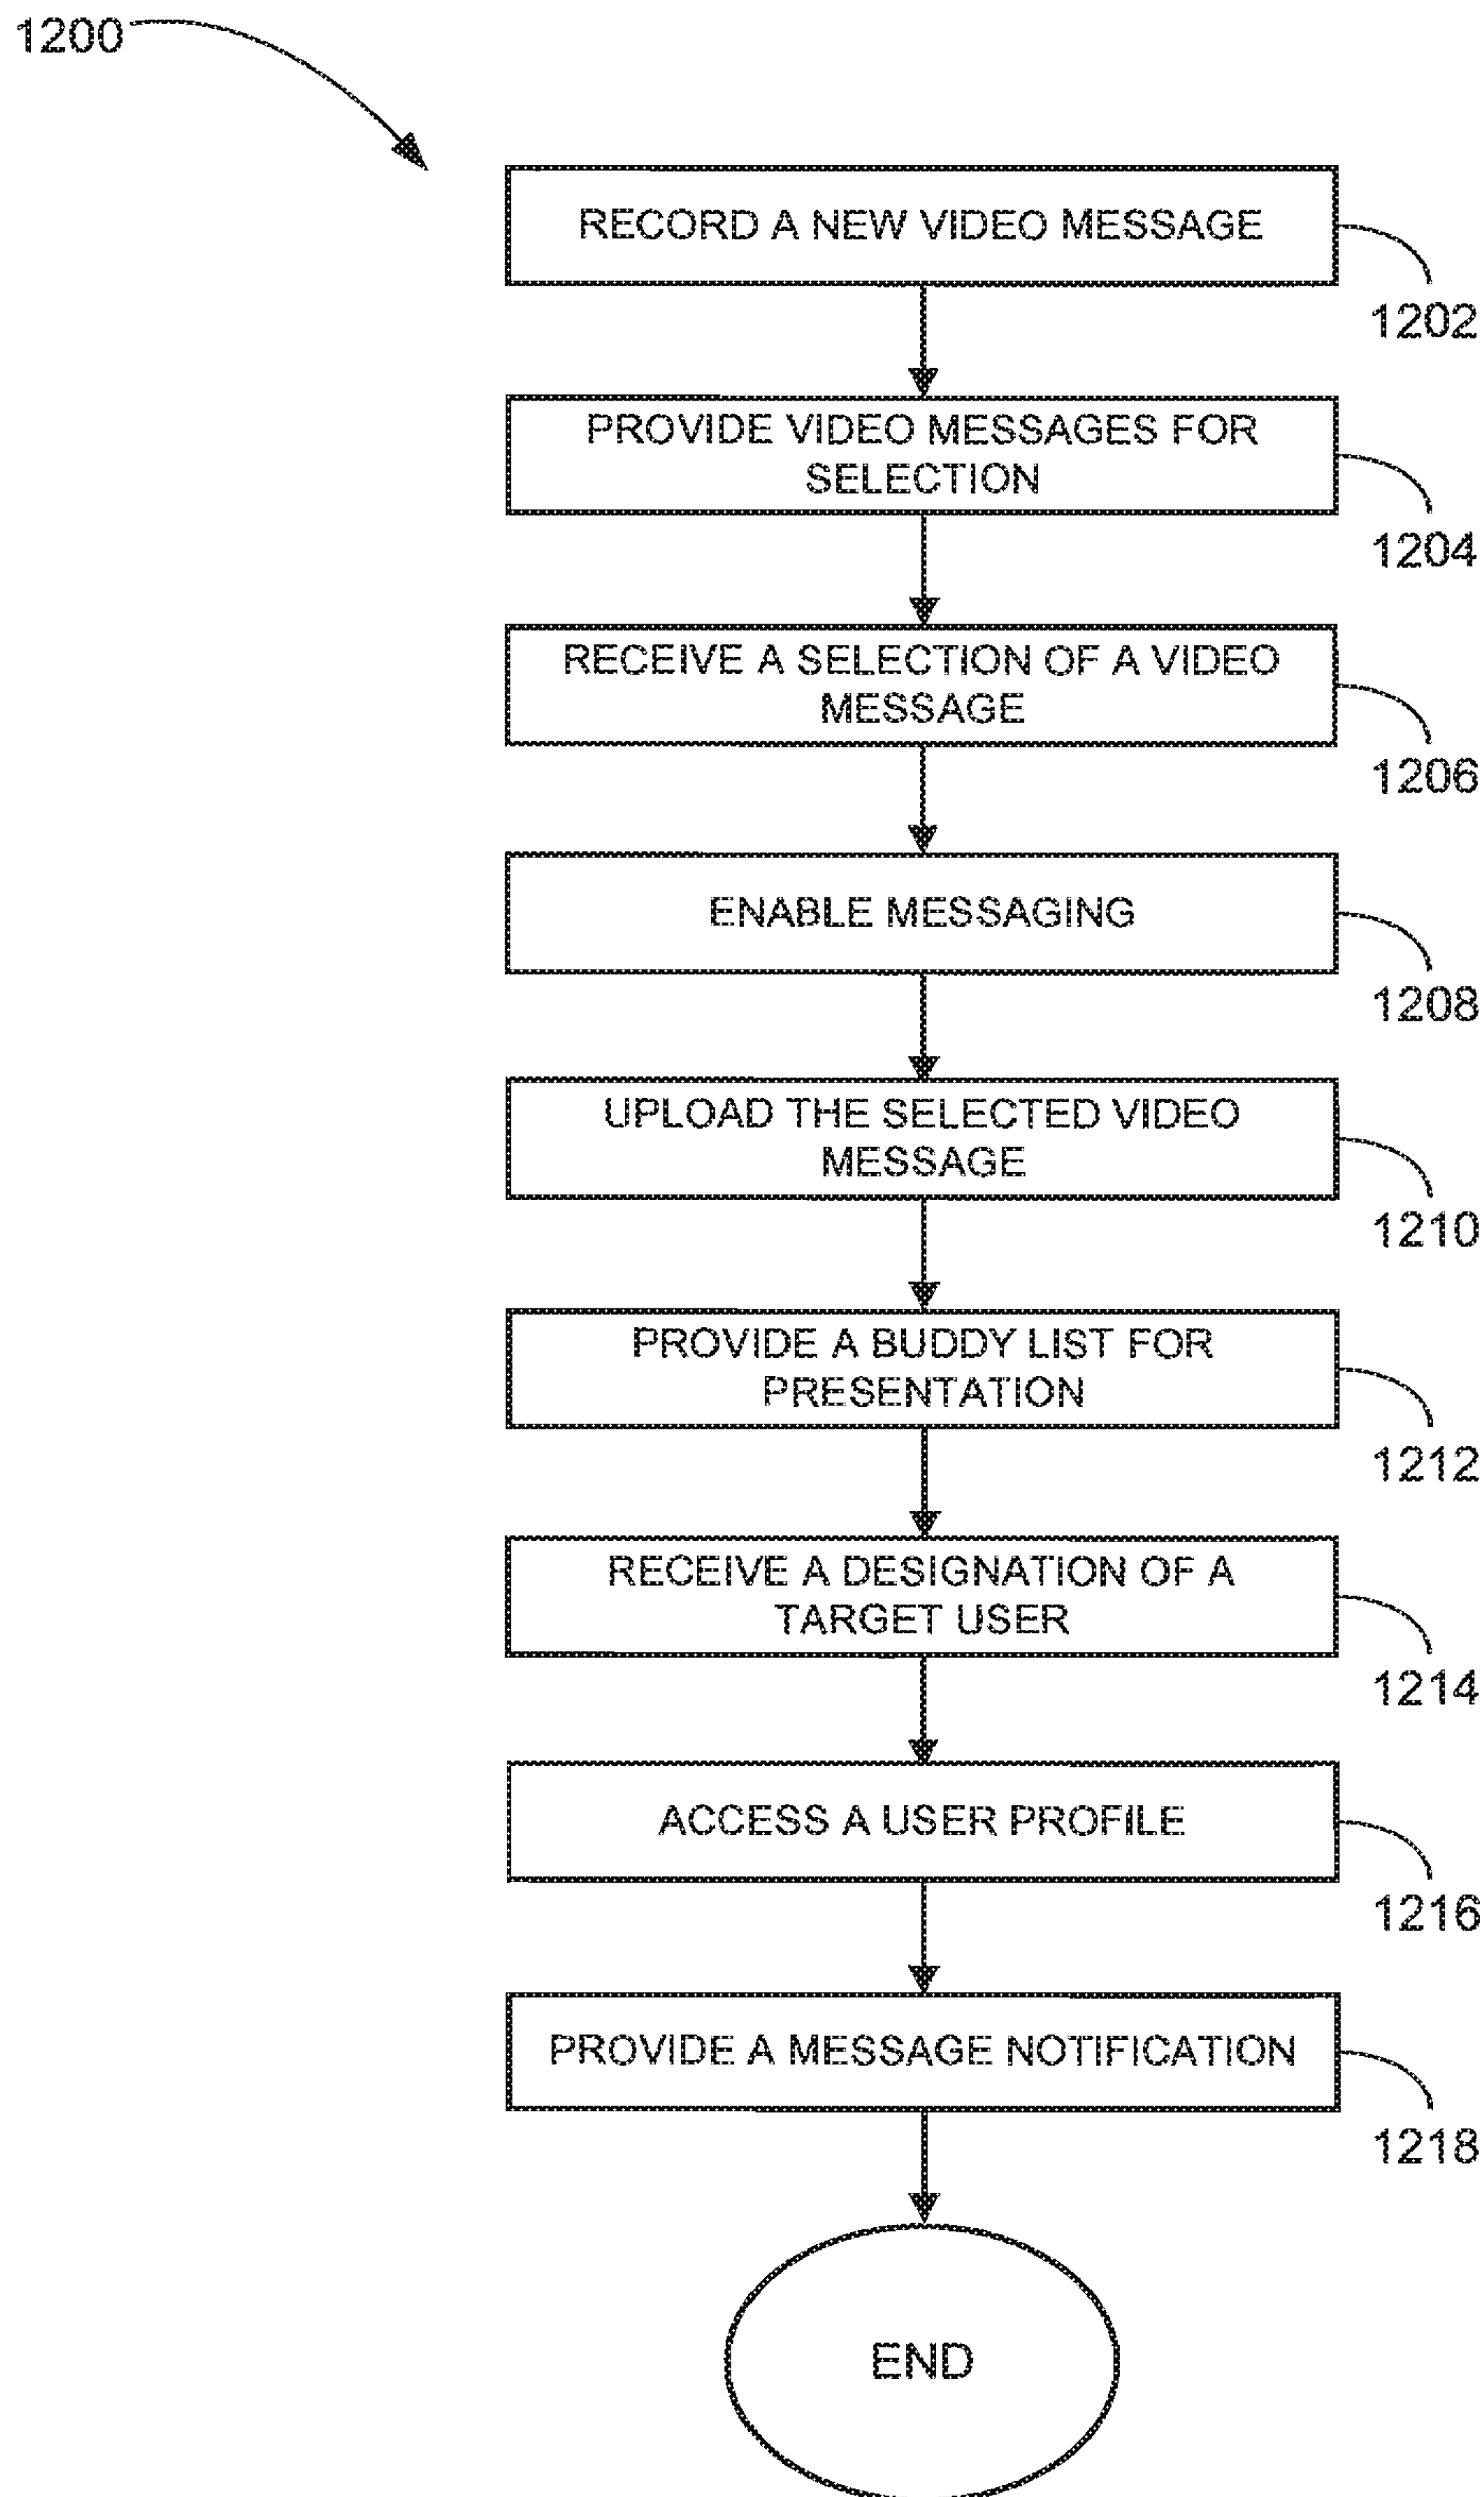 1200
RECORD A NEW VIDEO MESSAGE
1202
PROVIDE VIDEO MESSAGES FOR
SELECTION
1204
RECEIVE A SELECTION OF A VIDEO
MESSAGE
1206
ENABLE MESSAGING
1208
UPLOAD THE SELECTED VIDEO
MESSAGE
1210
PROVIDE A BUDDY LIST FOR
PRESENTATION
1212
RECEIVE A DESIGNATION OF A
TARGET USER
1214
ACCESS A USER PROFILE
1216
PROVIDE A MESSAGE NOTIFICATION
1218
END